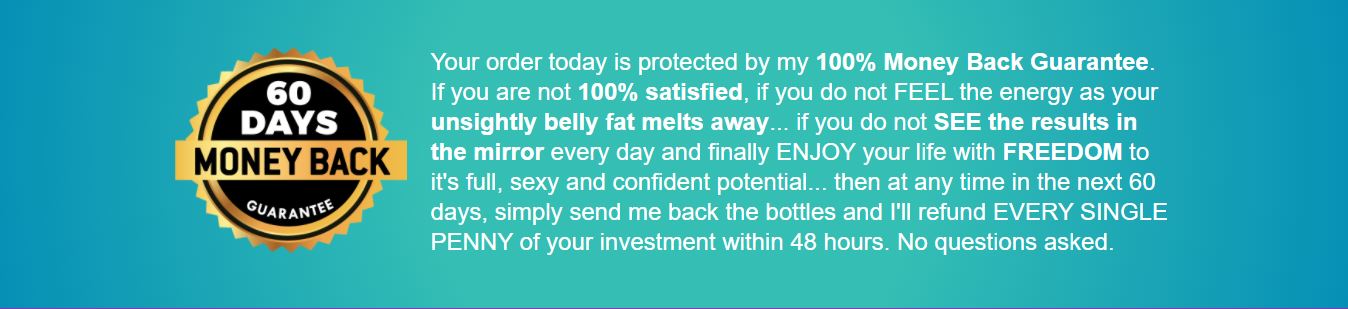 60
DAYS
MONEY BACK
GUARANTEE
Your order today is protected by my 100% Money Back Guarantee.
If you are not 100% satisfied, if you do not FEEL the energy as your
unsightly belly fat melts away... if you do not SEE the results in
the mirror every day and finally ENJOY your life with FREEDOM to
it's full, sexy and confident potential... then at any time in the next 60
days, simply send me back the bottles and I'll refund EVERY SINGLE
PENNY of your investment within 48 hours. No questions asked.